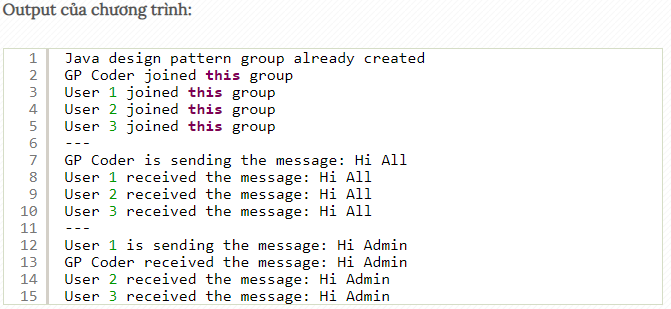 Output của chương trình:
1 Java design pattern group already created
2 GP Coder joined this group
3 User 1 joined this group
4 User 2 joined this group
5 User 3 joined this group
6 ---
7 GP Coder is sending the message: Hi All
8 User 1 received the message: Hi All
9 User 2 received the message: Hi All
10 User 3 received the message: Hi All
11 ---
12 User 1 is sending the message: Hi Admin
13 GP Coder received the message: Hi Admin
14 User 2 received the message: Hi Admin
15 User 3 received the message: Hi Admin